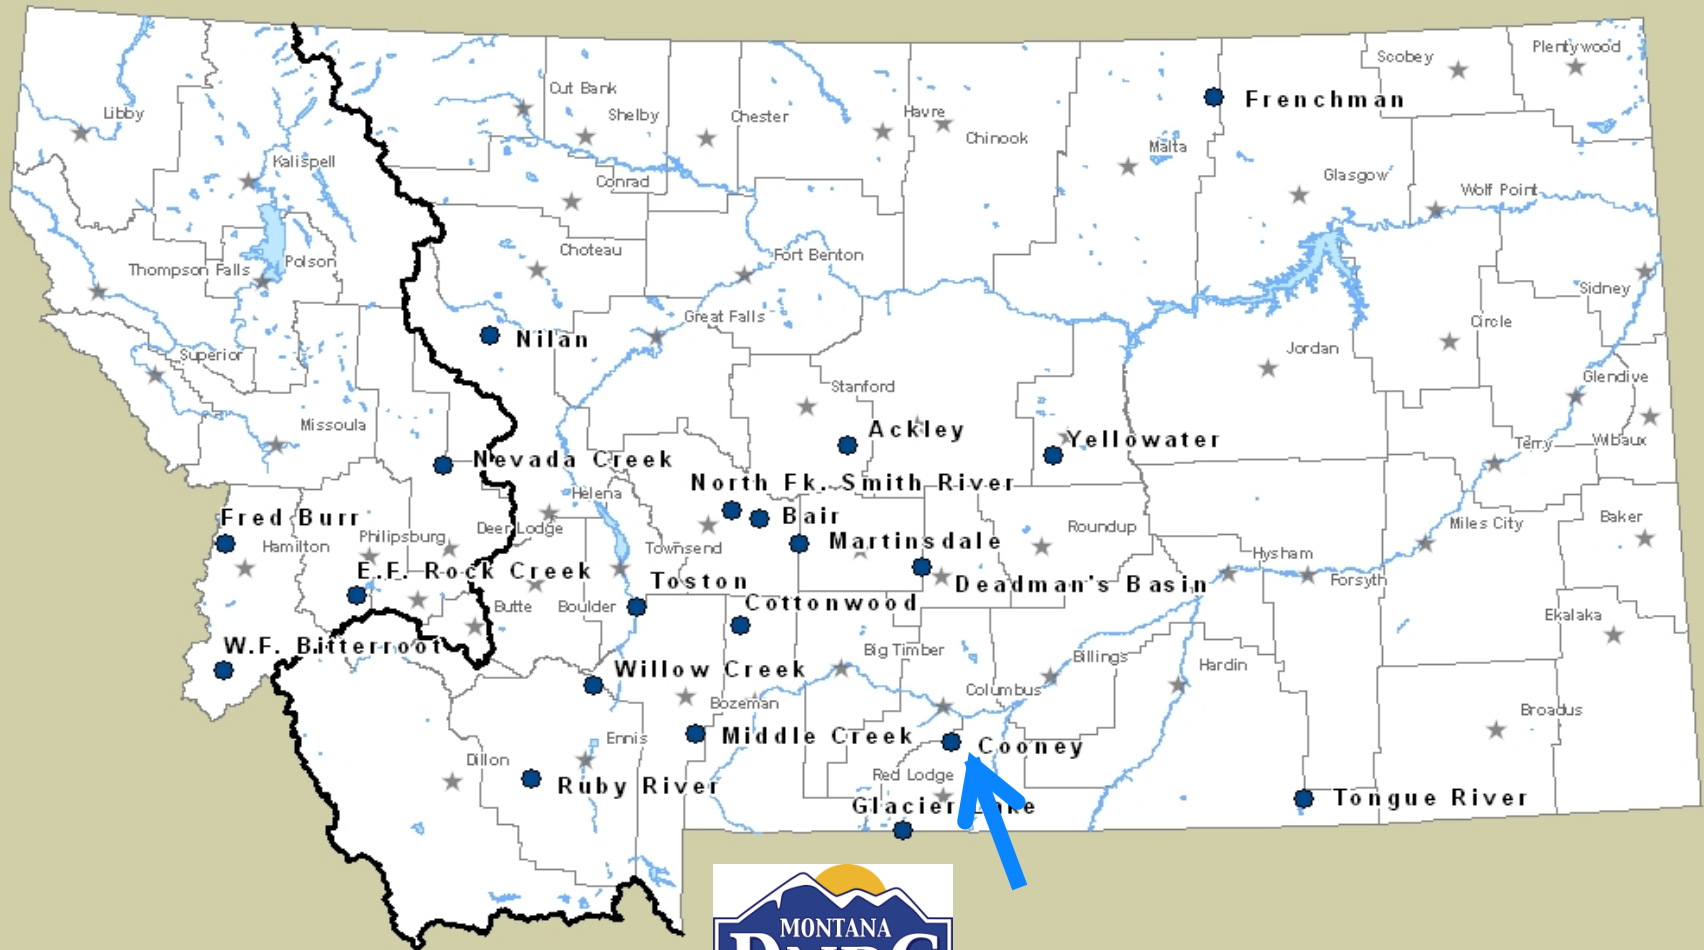 Scobey
Plentywood
Libby
Cut Bank
Shelby
Chester
Havre
Frenchman
Chinook
Malta
Kalispell
Conrad
Glasgow
Wolf Point
Choteau
Fort Benton
Thompson Falls
Polson
Sidney
Great Falls
Circle
Nilan
Superior
Jordan
Stanford
Glendive
Missoula
Ackley
Yellowater
Terry
Wibaux
Nevada Creek
North Fk. Smith River
Helena
Fred Burr
Bair
Deer Lodge
Roundup
Miles City
Baker
Philipsburg
Hamilton
Townsend
Martinsdale
Hysham
E.F. Rock Creek
Toston
Deadman's Basin
Forsyth
Butte
Boulder
Cottonwood
Ekalaka
W.F. Bitterroot
Big Timber
Billings
Hardin
Willow Creek
Columbus
Bozeman
Broadus
Ennis
Middle Creek
Cooney
Dillon
Red Lodge
Ruby River
Glacier Lake
Tongue River
MONTANA
DNRC